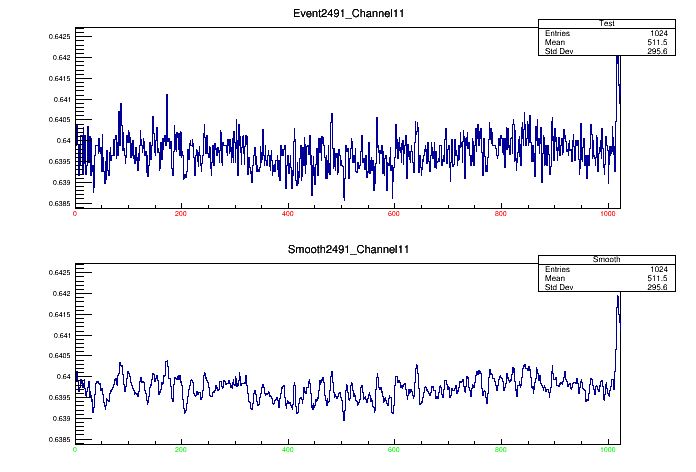 Event2491_Channel11
Test
Entries 1024
Mean 511.5
Std Dev 295.6
0.6425
0.642
0.6415
0.641
0.6405
0.64
0.6395
0.639
0.6385
0 200 400 600 800 1000
Smooth2491_Channel11
Smooth
Entries 1024
Mean 511.5
Std Dev 295.6
0.6425
0.642
0.6415
0.641
0.6405
0.64
0.6395
0.639
0.6385
0 200 400 600 800 1000